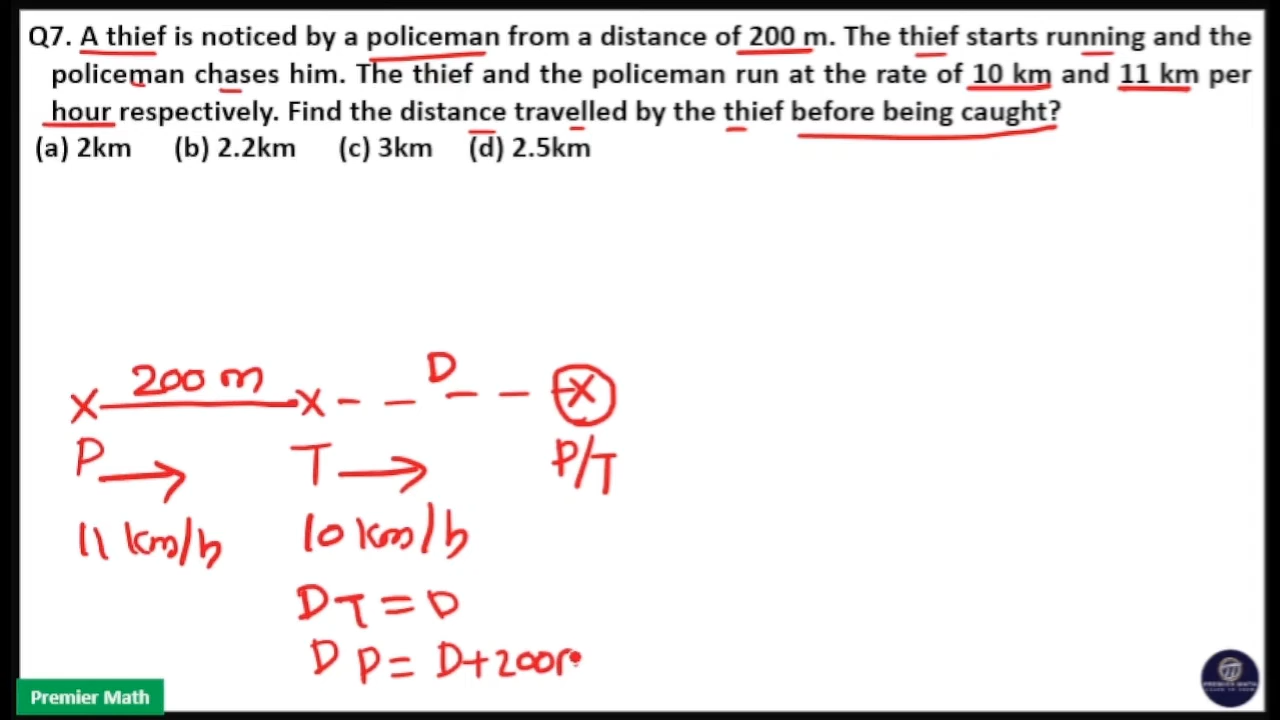 Q7. A thief is noticed by a policeman from a distance of 200 m. The thief starts running and the
policeman chases him. The thief and the policeman run at the rate of 10 km and 11 km per
hour respectively. Find the distance travelled by the thief before being caught?
(a) 2km (b) 2.2km (c) 3km (d) 2.5km
200 m D
X X X
P T P/T
11 km/h 10 km/h
DT = D
DP = D+200
Premier Math
PREMIER MATH